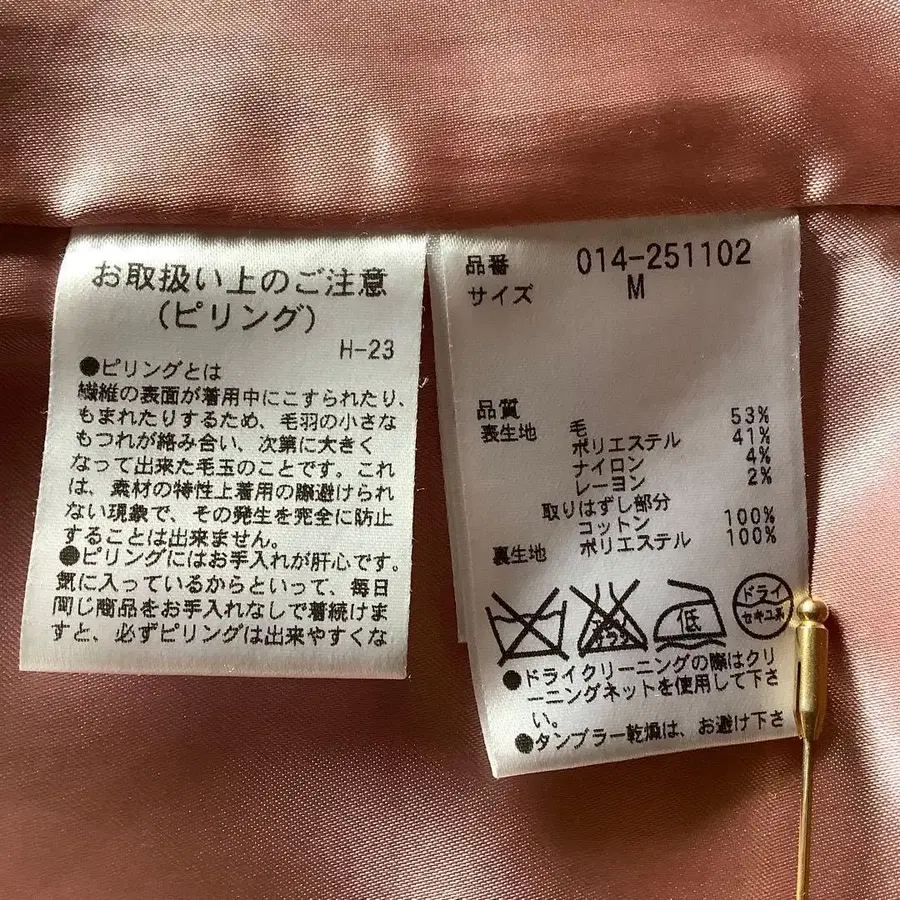 お取扱い上のご注意
(ピリング)
H-23
●ピリングとは
繊維の表面が着用中にこすられたり、
もまれたりするため、毛羽の小さな
もつれが絡み合い、次第に大きく
なって出来た毛玉のことです。これ
は、素材の特性上着用の際避けられ
ない現象で、その発生を完全に防止
することは出来ません。
●ピリングにはお手入れが肝心です。
気に入っているからといって、毎日
同じ商品をお手入れなしで着続けま
すと、必ずピリングは出来やすくな
品番 014-251102
サイズ M
品質
表生地 毛 53%
ポリエステル 41%
ナイロン 4%
レーヨン 2%
取りはずし部分
コットン 100%
裏生地 ポリエステル 100%
低
ドライ
セキユ系
●ドライクリーニングの際はクリ
ーニングネットを使用して下さ
い。
●タンブラー乾燥は、お避け下さ